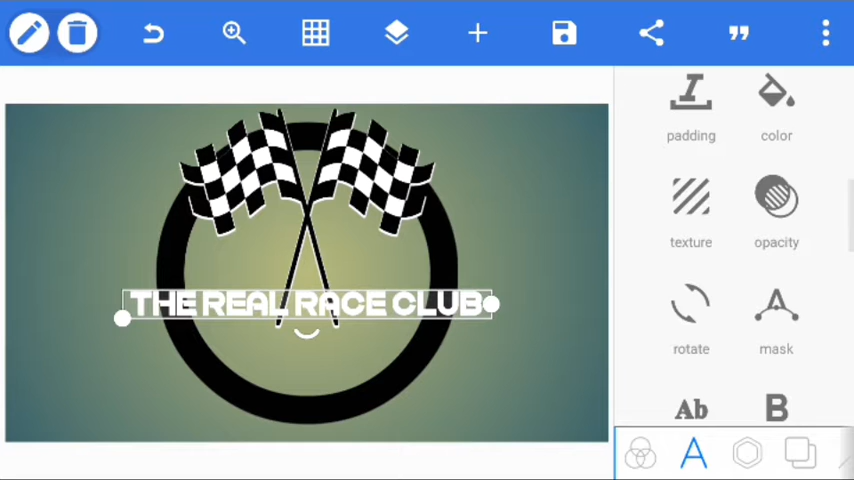 THE REAL RACE CLUB
padding
color
texture
opacity
rotate
mask
Ab
B
A